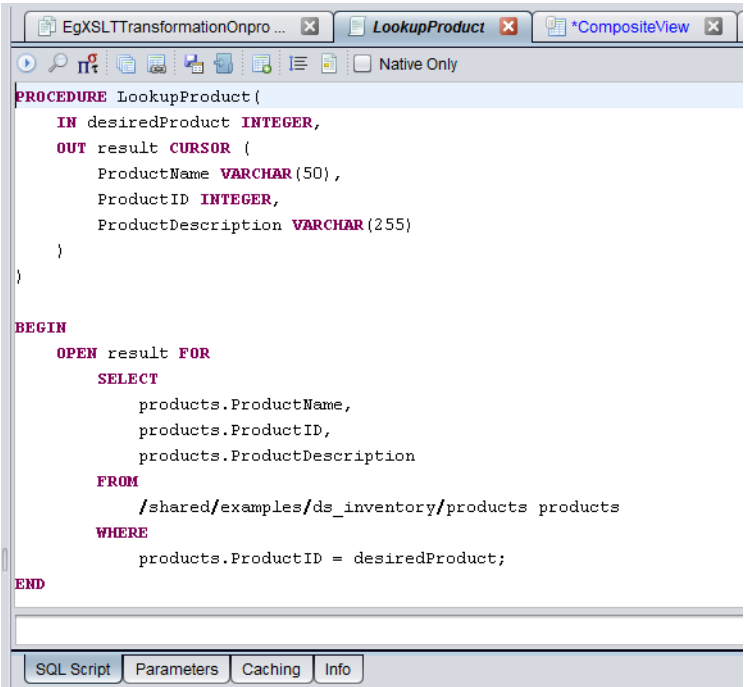 EgXSLTTransformationOnpro ... LookupProduct *CompositeView
Native Only
PROCEDURE LookupProduct(
    IN desiredProduct INTEGER,
    OUT result CURSOR (
        ProductName VARCHAR(50),
        ProductID INTEGER,
        ProductDescription VARCHAR(255)
    )
)
BEGIN
    OPEN result FOR
        SELECT
            products.ProductName,
            products.ProductID,
            products.ProductDescription
        FROM
            /shared/examples/ds_inventory/products products
        WHERE
            products.ProductID = desiredProduct;
END
SQL Script Parameters Caching Info